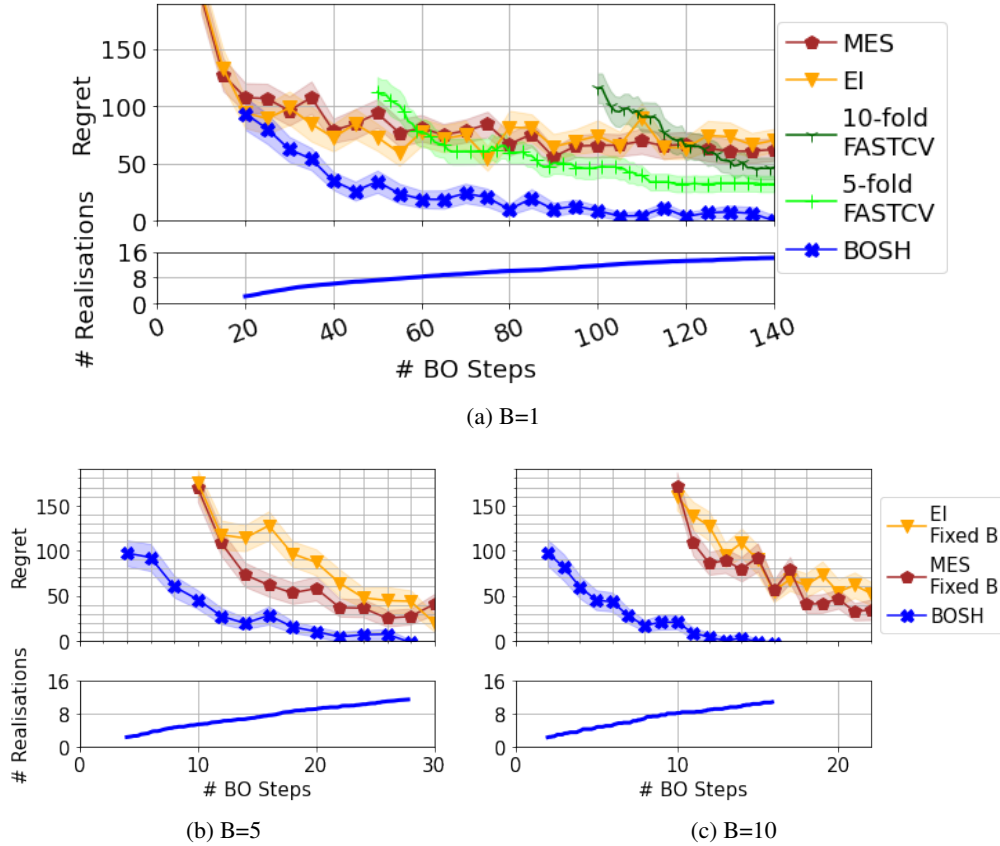 150
100
50
0
Regret
16
8
0
# Realisations
0
20
40
60
80
100
120
140
# BO Steps
MES
EI
10-fold
FASTCV
5-fold
FASTCV
BOSH
(a) B=1
150
100
50
0
Regret
16
8
0
# Realisations
0
10
20
30
# BO Steps
(b) B=5
150
100
50
0
16
8
0
0
10
20
# BO Steps
(c) B=10
EI
Fixed B
MES
Fixed B
BOSH